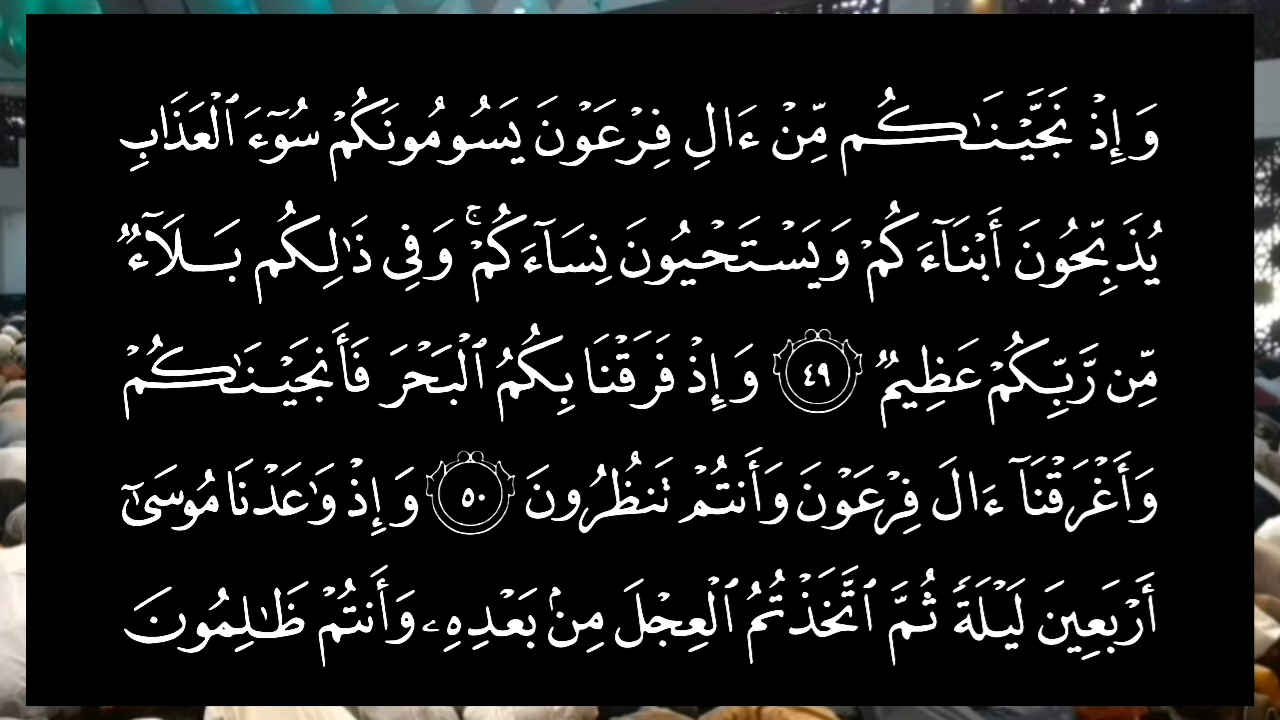 وَإِذْ نَجَّيْنَـٰكُم مِّنْ ءَالِ فِرْعَوْنَ يَسُومُونَكُمْ سُوٓءَ ٱلْعَذَابِ
يُذَبِّحُونَ أَبْنَآءَكُمْ وَيَسْتَحْيُونَ نِسَآءَكُمْ ۚ وَفِى ذَٰلِكُم بَلَآءٌ
مِّن رَّبِّكُمْ عَظِيمٌ ٤٩ وَإِذْ فَرَقْنَا بِكُمُ ٱلْبَحْرَ فَأَنجَيْنَـٰكُمْ
وَأَغْرَقْنَآ ءَالَ فِرْعَوْنَ وَأَنتُمْ تَنظُرُونَ ٥٠ وَإِذْ وَٰعَدْنَا مُوسَىٰٓ
أَرْبَعِينَ لَيْلَةً ثُمَّ ٱتَّخَذْتُمُ ٱلْعِجْلَ مِنۢ بَعْدِهِۦ وَأَنتُمْ ظَـٰلِمُونَ